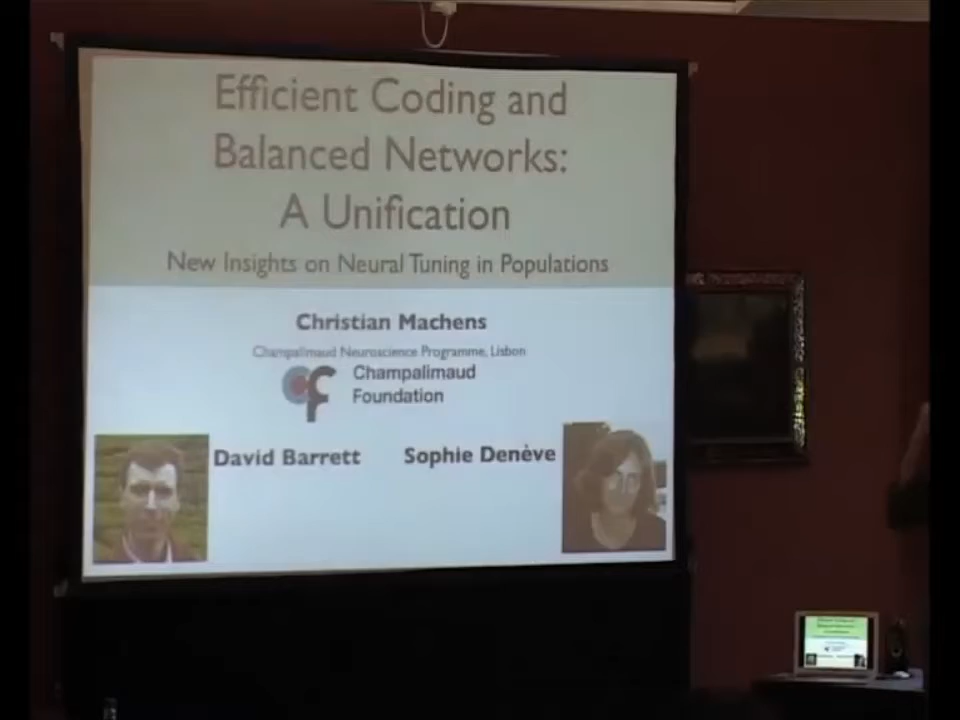 Efficient Coding and
Balanced Networks:
A Unification
New Insights on Neural Tuning in Populations
Christian Machens
Champalimaud Neuroscience Programme, Lisbon
Champalimaud
Foundation
David Barrett
Sophie Denève